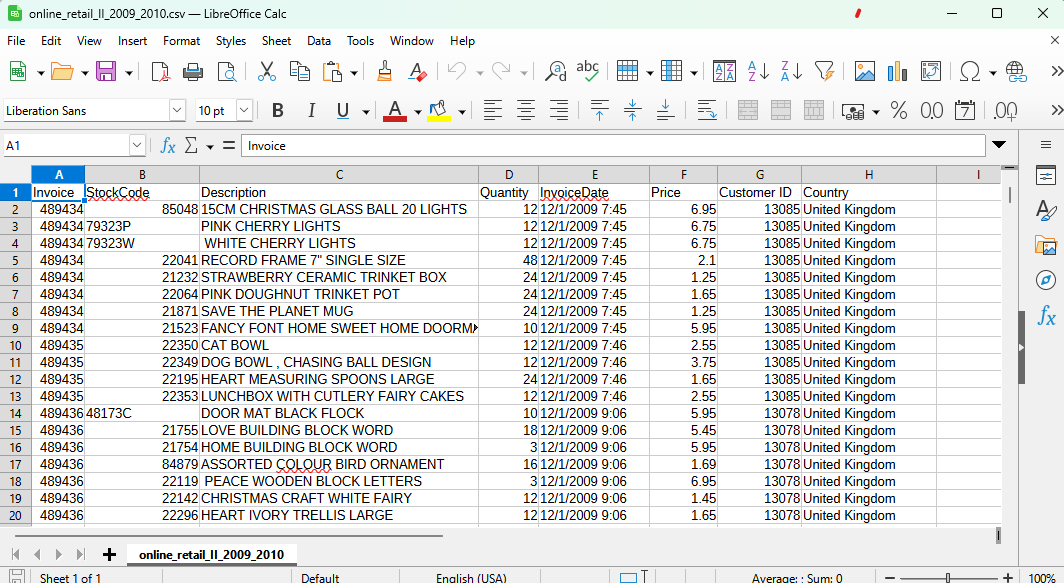 online_retail_II_2009_2010.csv — LibreOffice Calc
File Edit View Insert Format Styles Sheet Data Tools Window Help
Liberation Sans 10 pt B I U A % 0.0 7 .00
A1 fx Σ = Invoice
A B C D E F G H I
1 Invoice StockCode Description Quantity InvoiceDate Price Customer ID Country
2 489434 85048 15CM CHRISTMAS GLASS BALL 20 LIGHTS 12 12/1/2009 7:45 6.95 13085 United Kingdom
3 489434 79323P PINK CHERRY LIGHTS 12 12/1/2009 7:45 6.75 13085 United Kingdom
4 489434 79323W WHITE CHERRY LIGHTS 12 12/1/2009 7:45 6.75 13085 United Kingdom
5 489434 22041 RECORD FRAME 7" SINGLE SIZE 48 12/1/2009 7:45 2.1 13085 United Kingdom
6 489434 21232 STRAWBERRY CERAMIC TRINKET BOX 24 12/1/2009 7:45 1.25 13085 United Kingdom
7 489434 22064 PINK DOUGHNUT TRINKET POT 24 12/1/2009 7:45 1.65 13085 United Kingdom
8 489434 21871 SAVE THE PLANET MUG 24 12/1/2009 7:45 1.25 13085 United Kingdom
9 489434 21523 FANCY FONT HOME SWEET HOME DOORM 10 12/1/2009 7:45 5.95 13085 United Kingdom
10 489435 22350 CAT BOWL 12 12/1/2009 7:46 2.55 13085 United Kingdom
11 489435 22349 DOG BOWL , CHASING BALL DESIGN 12 12/1/2009 7:46 3.75 13085 United Kingdom
12 489435 22195 HEART MEASURING SPOONS LARGE 24 12/1/2009 7:46 1.65 13085 United Kingdom
13 489435 22353 LUNCHBOX WITH CUTLERY FAIRY CAKES 12 12/1/2009 7:46 2.55 13085 United Kingdom
14 489436 48173C DOOR MAT BLACK FLOCK 10 12/1/2009 9:06 5.95 13078 United Kingdom
15 489436 21755 LOVE BUILDING BLOCK WORD 18 12/1/2009 9:06 5.45 13078 United Kingdom
16 489436 21754 HOME BUILDING BLOCK WORD 3 12/1/2009 9:06 5.95 13078 United Kingdom
17 489436 84879 ASSORTED COLOUR BIRD ORNAMENT 16 12/1/2009 9:06 1.69 13078 United Kingdom
18 489436 22119 PEACE WOODEN BLOCK LETTERS 3 12/1/2009 9:06 6.95 13078 United Kingdom
19 489436 22142 CHRISTMAS CRAFT WHITE FAIRY 12 12/1/2009 9:06 1.45 13078 United Kingdom
20 489436 22296 HEART IVORY TRELLIS LARGE 12 12/1/2009 9:06 1.65 13078 United Kingdom
online_retail_II_2009_2010
Sheet 1 of 1 Default English (USA) Average: ; Sum: 0 100%